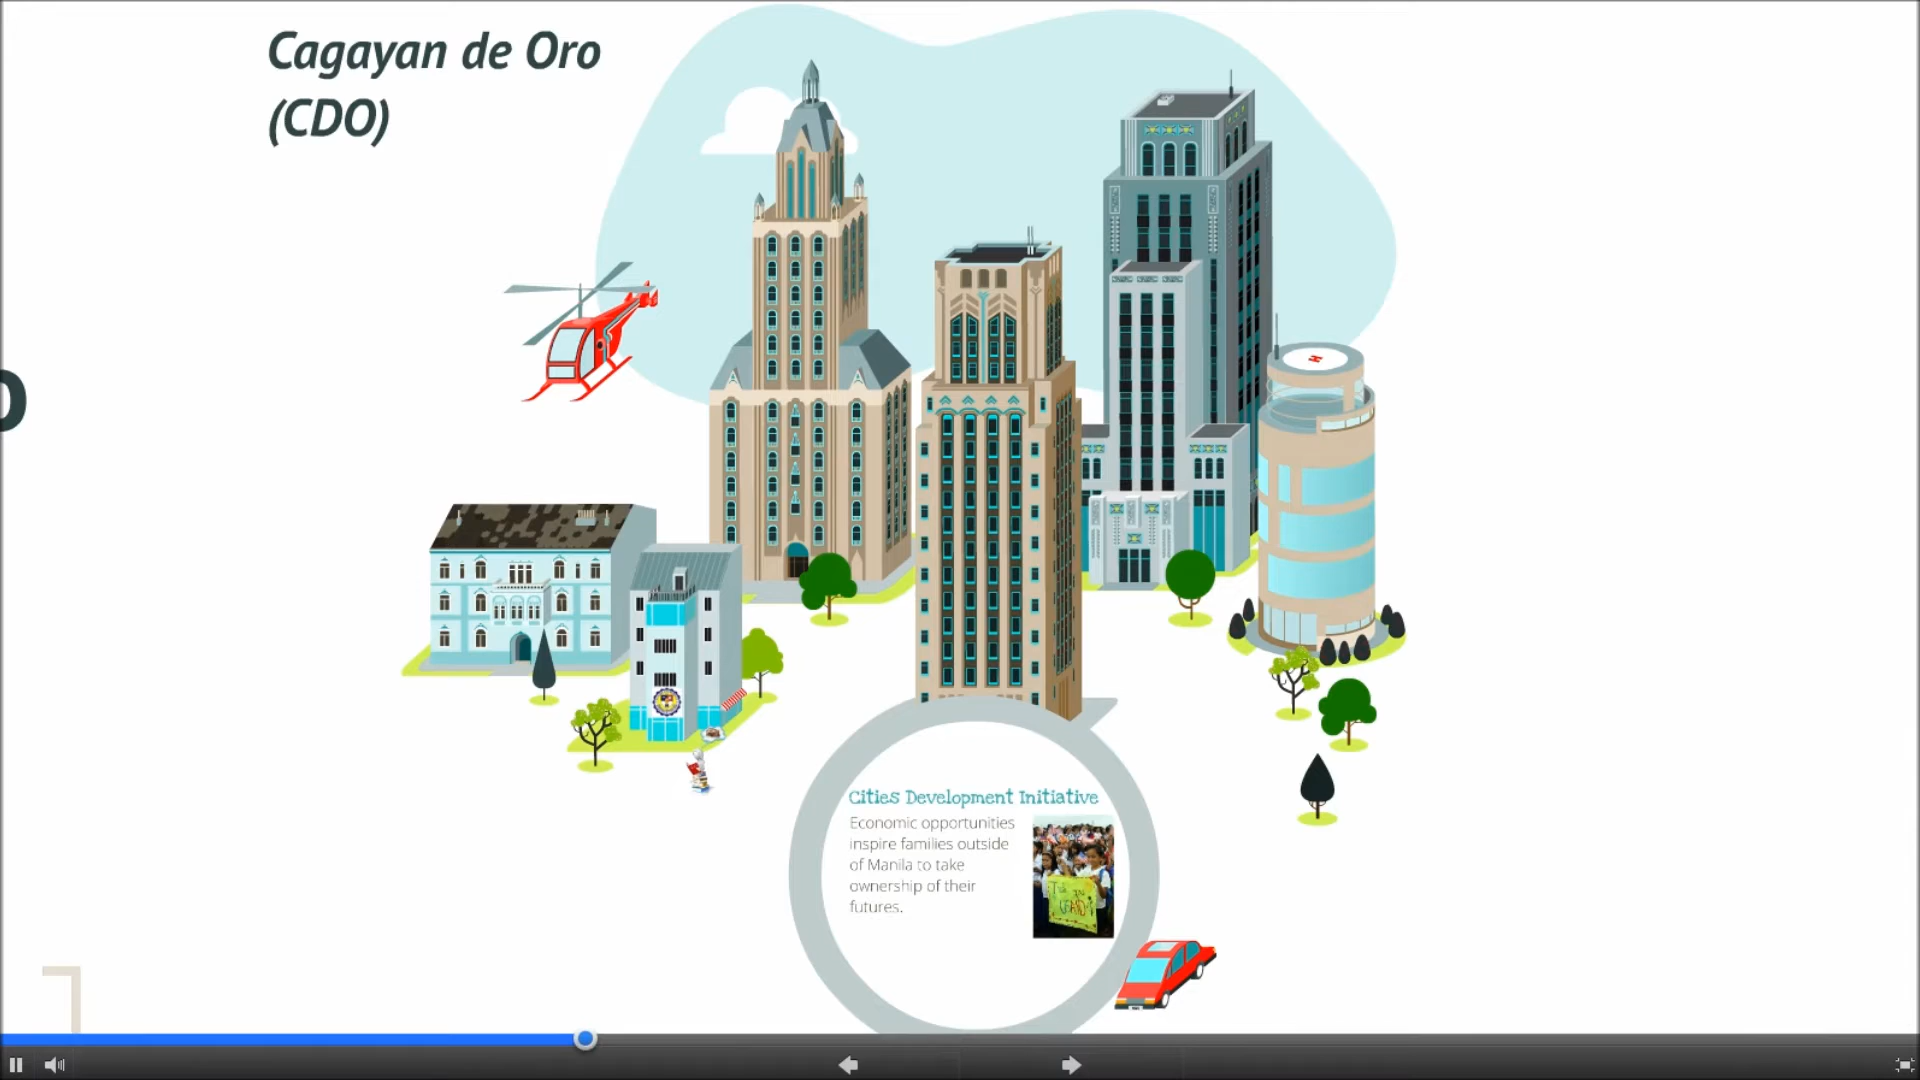 Cagayan de Oro
(CDO)
H
Cities Development Initiative
Economic opportunities
inspire families outside
of Manila to take
ownership of their
futures.